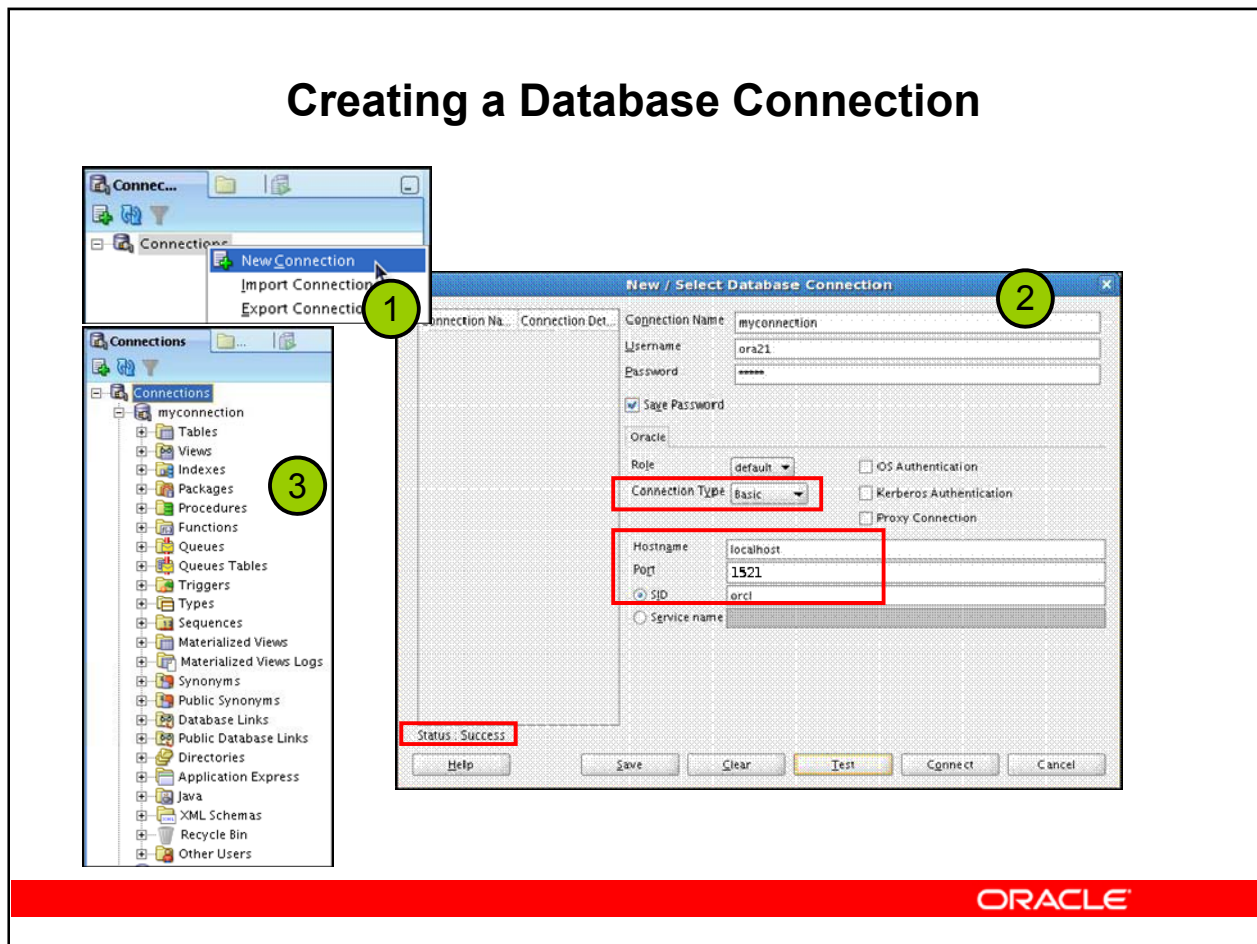 Creating a Database Connection
Connec...
Connections
New Connection
Import Connection
Export Connectio
1
Connections
Connections
myconnection
Tables
Views
Indexes
Packages
Procedures
Functions
Queues
Queues Tables
Triggers
Types
Sequences
Materialized Views
Materialized Views Logs
Synonyms
Public Synonyms
Database Links
Public Database Links
Directories
Application Express
Java
XML Schemas
Recycle Bin
Other Users
3
New / Select Database Connection
2
onnection Na... Connection Det...
Connection Name myconnection
Username ora21
Password *****
Save Password
Oracle
Role default
OS Authentication
Connection Type Basic
Kerberos Authentication
Proxy Connection
Hostname localhost
Port 1521
SID orcl
Service name
Status : Success
Help Save Clear Test Connect Cancel
ORACLE